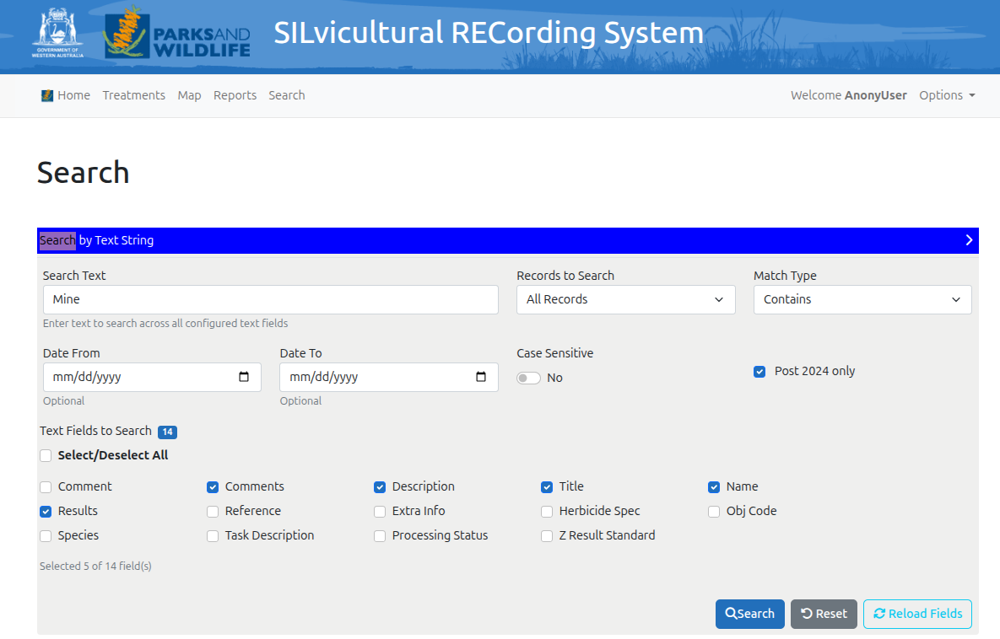 GOVERNMENT OF
WESTERN AUSTRALIA
PARKS AND
WILDLIFE
SILvicultural RECording System
Home Treatments Map Reports Search Welcome AnonyUser Options
Search
Search by Text String
Search Text Records to Search Match Type
Mine All Records Contains
Enter text to search across all configured text fields
Date From Date To Case Sensitive
mm/dd/yyyy mm/dd/yyyy No Post 2024 only
Optional Optional
Text Fields to Search 14
Select/Deselect All
Comment Comments Description Title Name
Results Reference Extra Info Herbicide Spec Obj Code
Species Task Description Processing Status Z Result Standard
Selected 5 of 14 field(s)
Search Reset Reload Fields